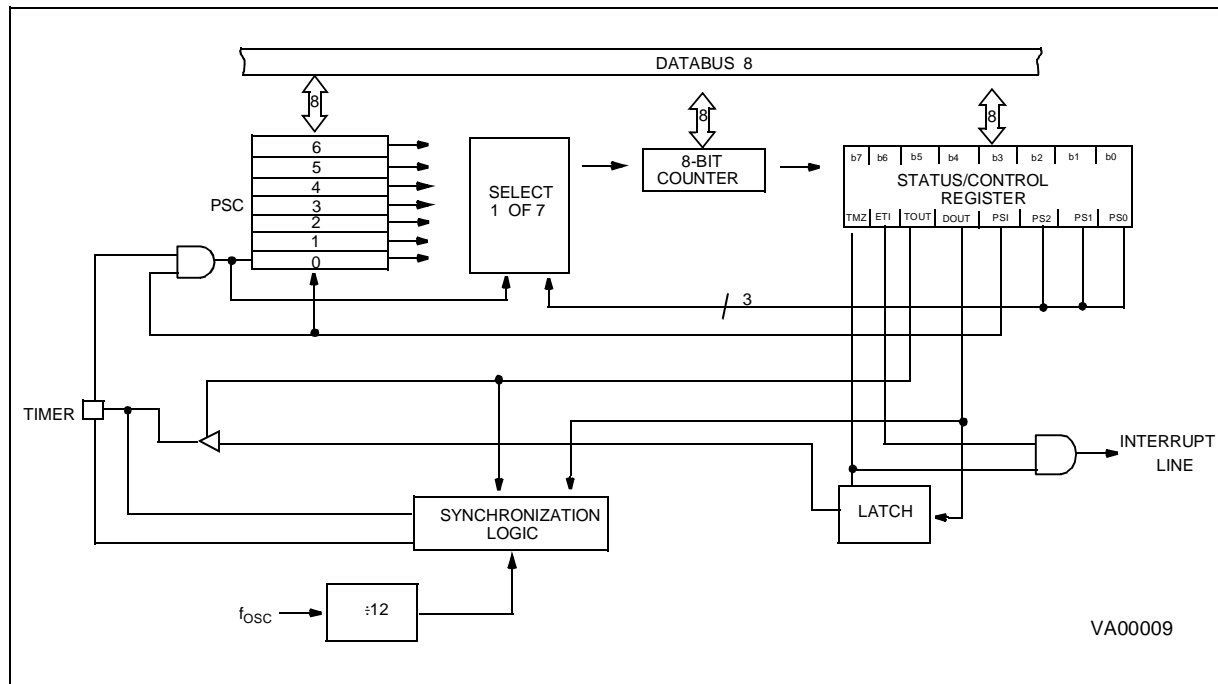 DATABUS 8
8
8
8
6
5
4
3
2
1
0
PSC
SELECT
1 OF 7
8-BIT
COUNTER
b7 b6 b5 b4 b3 b2 b1 b0
STATUS/CONTROL
REGISTER
TMZ ETI TOUT DOUT PSI PS2 PS1 PS0
3
TIMER
INTERRUPT
LINE
LATCH
SYNCHRONIZATION
LOGIC
fOSC
÷12
VA00009